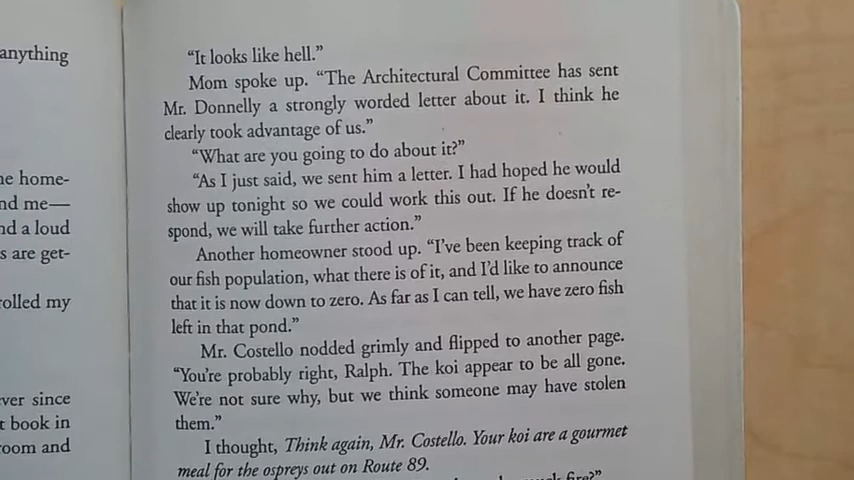 anything
ne home-
nd me—
nd a loud
s are get-
rolled my
ver since
t book in
room and
“It looks like hell.”
Mom spoke up. “The Architectural Committee has sent
Mr. Donnelly a strongly worded letter about it. I think he
clearly took advantage of us.”
“What are you going to do about it?”
“As I just said, we sent him a letter. I had hoped he would
show up tonight so we could work this out. If he doesn’t re-
spond, we will take further action.”
Another homeowner stood up. “I’ve been keeping track of
our fish population, what there is of it, and I’d like to announce
that it is now down to zero. As far as I can tell, we have zero fish
left in that pond.”
Mr. Costello nodded grimly and flipped to another page.
“You’re probably right, Ralph. The koi appear to be all gone.
We’re not sure why, but we think someone may have stolen
them.”
I thought, Think again, Mr. Costello. Your koi are a gourmet
meal for the ospreys out on Route 89.
fire?”